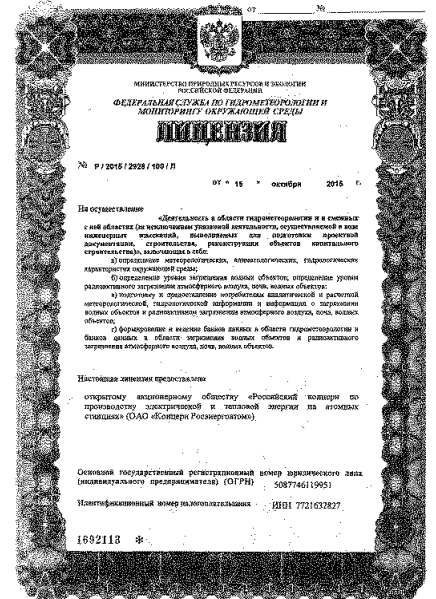 от № 
МИНИСТЕРСТВО ПРИРОДНЫХ РЕСУРСОВ И ЭКОЛОГИИ
РОССИЙСКОЙ ФЕДЕРАЦИИ
ФЕДЕРАЛЬНАЯ СЛУЖБА ПО ГИДРОМЕТЕОРОЛОГИИ И
МОНИТОРИНГУ ОКРУЖАЮЩЕЙ СРЕДЫ
ЛИЦЕНЗИЯ
№ Р / 2015 / 2928 / 100 / Л
от " 15 " октября 2015 г.
На осуществление
«Деятельность в области гидрометеорологии и в смежных
с ней областях (за исключением указанной деятельности, осуществляемой в ходе
инженерных изысканий, выполняемых для подготовки проектной
документации, строительства, реконструкции объектов капитального
строительства)», включающая в себя:
а) определение метеорологических, климатологических, гидрологических
характеристик окружающей среды;
б) определение уровня загрязнения водных объектов; определение уровня
радиоактивного загрязнения атмосферного воздуха, почв, водных объектов;
в) подготовку и предоставление потребителям аналитической и расчетной
метеорологической, гидрологической информации и информации о загрязнении
водных объектов и радиоактивном загрязнении атмосферного воздуха, почв, водных
объектов;
г) формирование и ведение банков данных в области гидрометеорологии и
банков данных в области загрязнения водных объектов и радиоактивного
загрязнения атмосферного воздуха, почв, водных объектов.
Настоящая лицензия предоставлена
открытому акционерному обществу «Российский концерн по
производству электрической и тепловой энергии на атомных
станциях» (ОАО «Концерн Росэнергоатом»)
Основной государственный регистрационный номер юридического лица
(индивидуального предпринимателя) (ОГРН) 5087746119951
Идентификационный номер налогоплательщика ИНН 7721632827
1692113 *